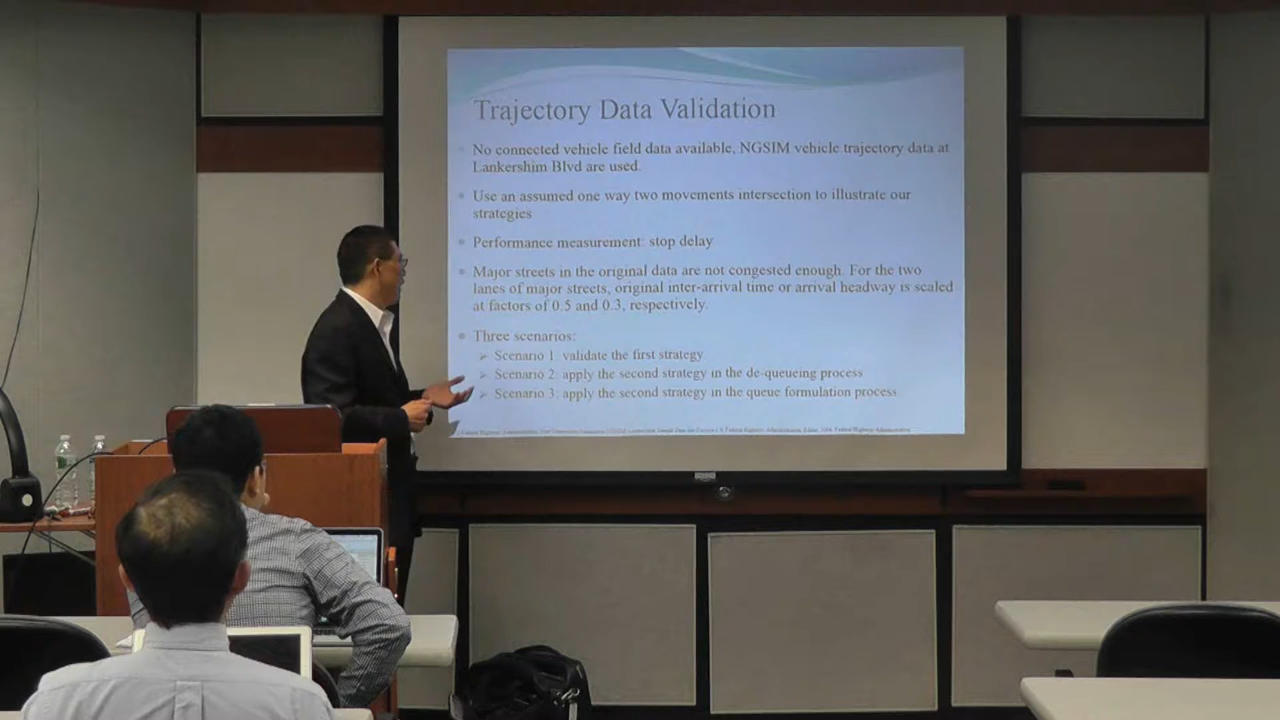 Trajectory Data Validation
No connected vehicle field data available, NGSIM vehicle trajectory data at
Lankershim Blvd are used.
Use an assumed one way two movements intersection to illustrate our
strategies
Performance measurement: stop delay
Major streets in the original data are not congested enough. For the two
lanes of major streets, original inter-arrival time or arrival headway is scaled
at factors of 0.5 and 0.3, respectively.
Three scenarios:
Scenario 1: validate the first strategy
Scenario 2: apply the second strategy in the de-queueing process
Scenario 3: apply the second strategy in the queue formulation process